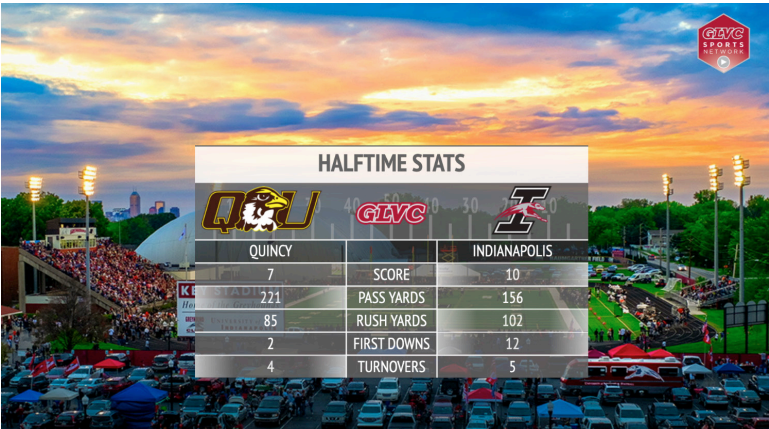 GLVC
SPORTS
NETWORK
HALFTIME STATS
QU GLVC I
QUINCY INDIANAPOLIS
7 SCORE 10
221 PASS YARDS 156
85 RUSH YARDS 102
2 FIRST DOWNS 12
4 TURNOVERS 5